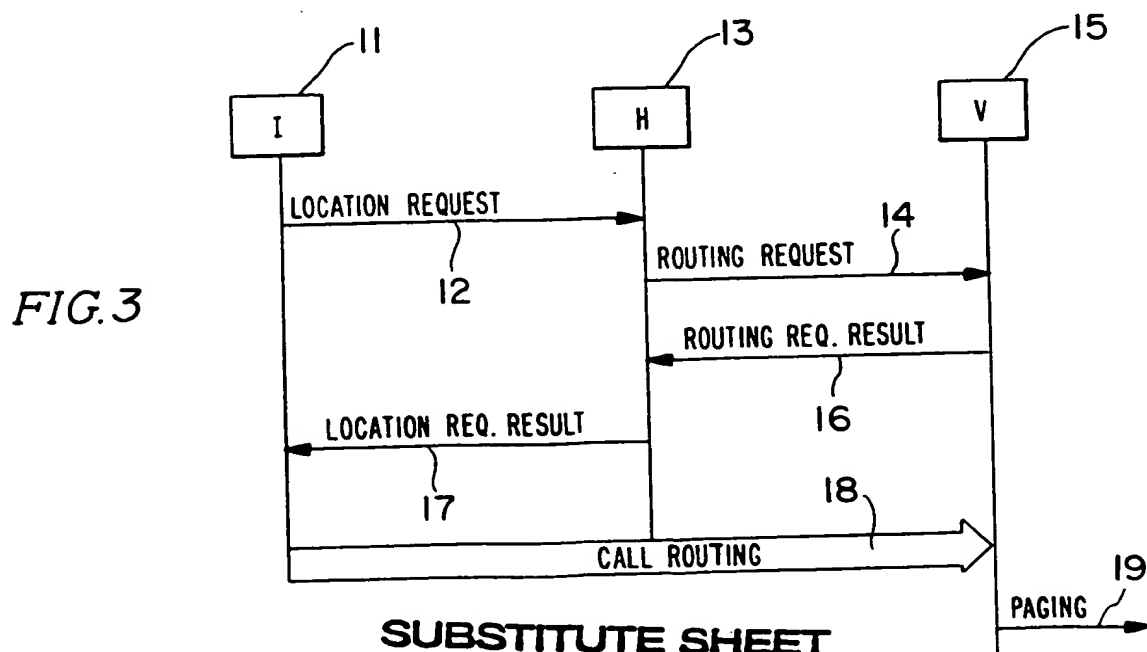 11
13
15
I
H
V
LOCATION REQUEST
12
14
ROUTING REQUEST
FIG.3
ROUTING REQ. RESULT
16
LOCATION REQ. RESULT
17
18
CALL ROUTING
19
PAGING
SUBSTITUTE SHEET